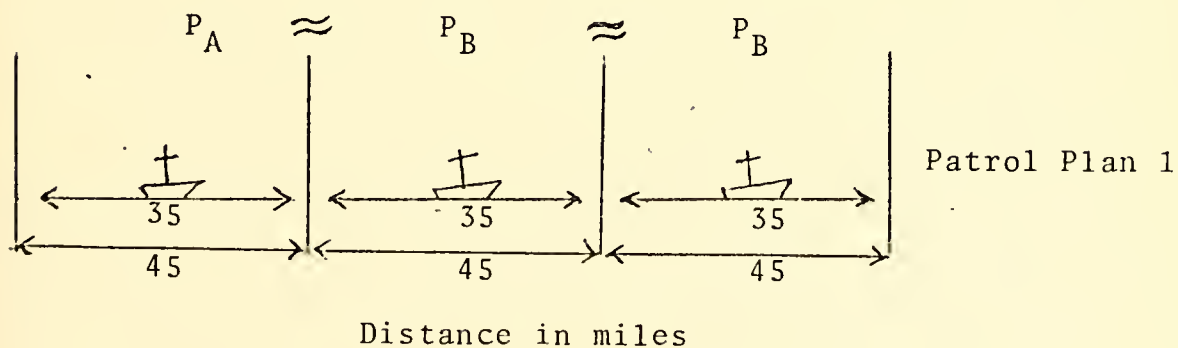 P_A ≈ P_B ≈ P_B
Patrol Plan 1
35 35 35
45 45 45
Distance in miles